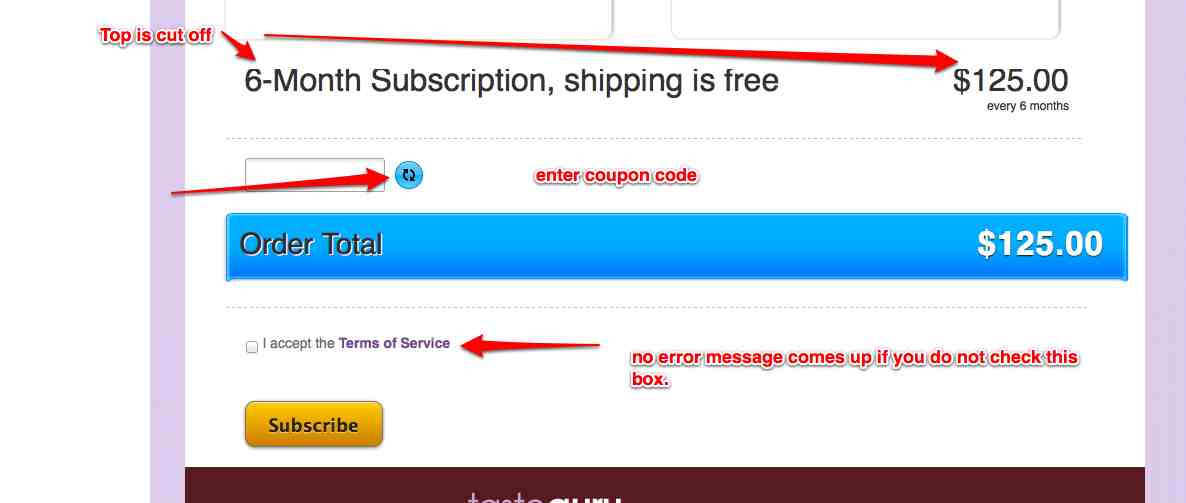 Top is cut off
6-Month Subscription, shipping is free $125.00
every 6 months
enter coupon code
Order Total $125.00
I accept the Terms of Service
no error message comes up if you do not check this
box.
Subscribe
tasteguru